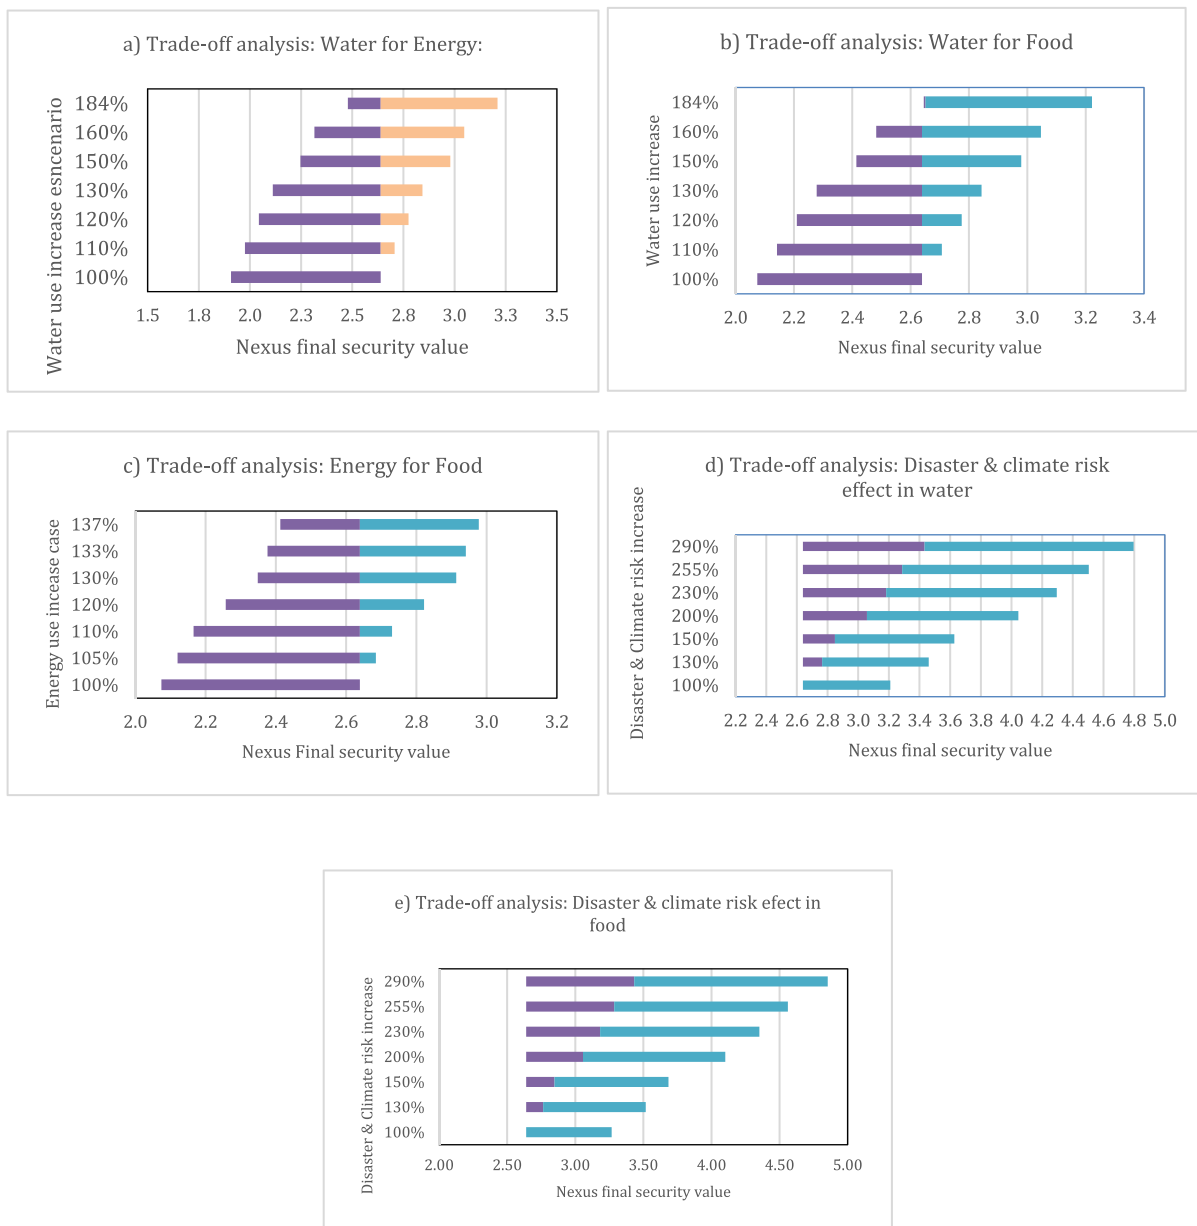 a) Trade-off analysis: Water for Energy:
Water use increase esncenario
184%
160%
150%
130%
120%
110%
100%
1.5 1.8 2.0 2.3 2.5 2.8 3.0 3.3 3.5
Nexus final security value
b) Trade-off analysis: Water for Food
Water use increase
184%
160%
150%
130%
120%
110%
100%
2.0 2.2 2.4 2.6 2.8 3.0 3.2 3.4
Nexus final security value
c) Trade-off analysis: Energy for Food
Energy use incease case
137%
133%
130%
120%
110%
105%
100%
2.0 2.2 2.4 2.6 2.8 3.0 3.2
Nexus Final security value
d) Trade-off analysis: Disaster & climate risk
effect in water
Disaster & Climate risk increase
290%
255%
230%
200%
150%
130%
100%
2.2 2.4 2.6 2.8 3.0 3.2 3.4 3.6 3.8 4.0 4.2 4.4 4.6 4.8 5.0
Nexus final security value
e) Trade-off analysis: Disaster & climate risk efect in
food
Disaster & Climate risk increase
290%
255%
230%
200%
150%
130%
100%
2.00 2.50 3.00 3.50 4.00 4.50 5.00
Nexus final security value